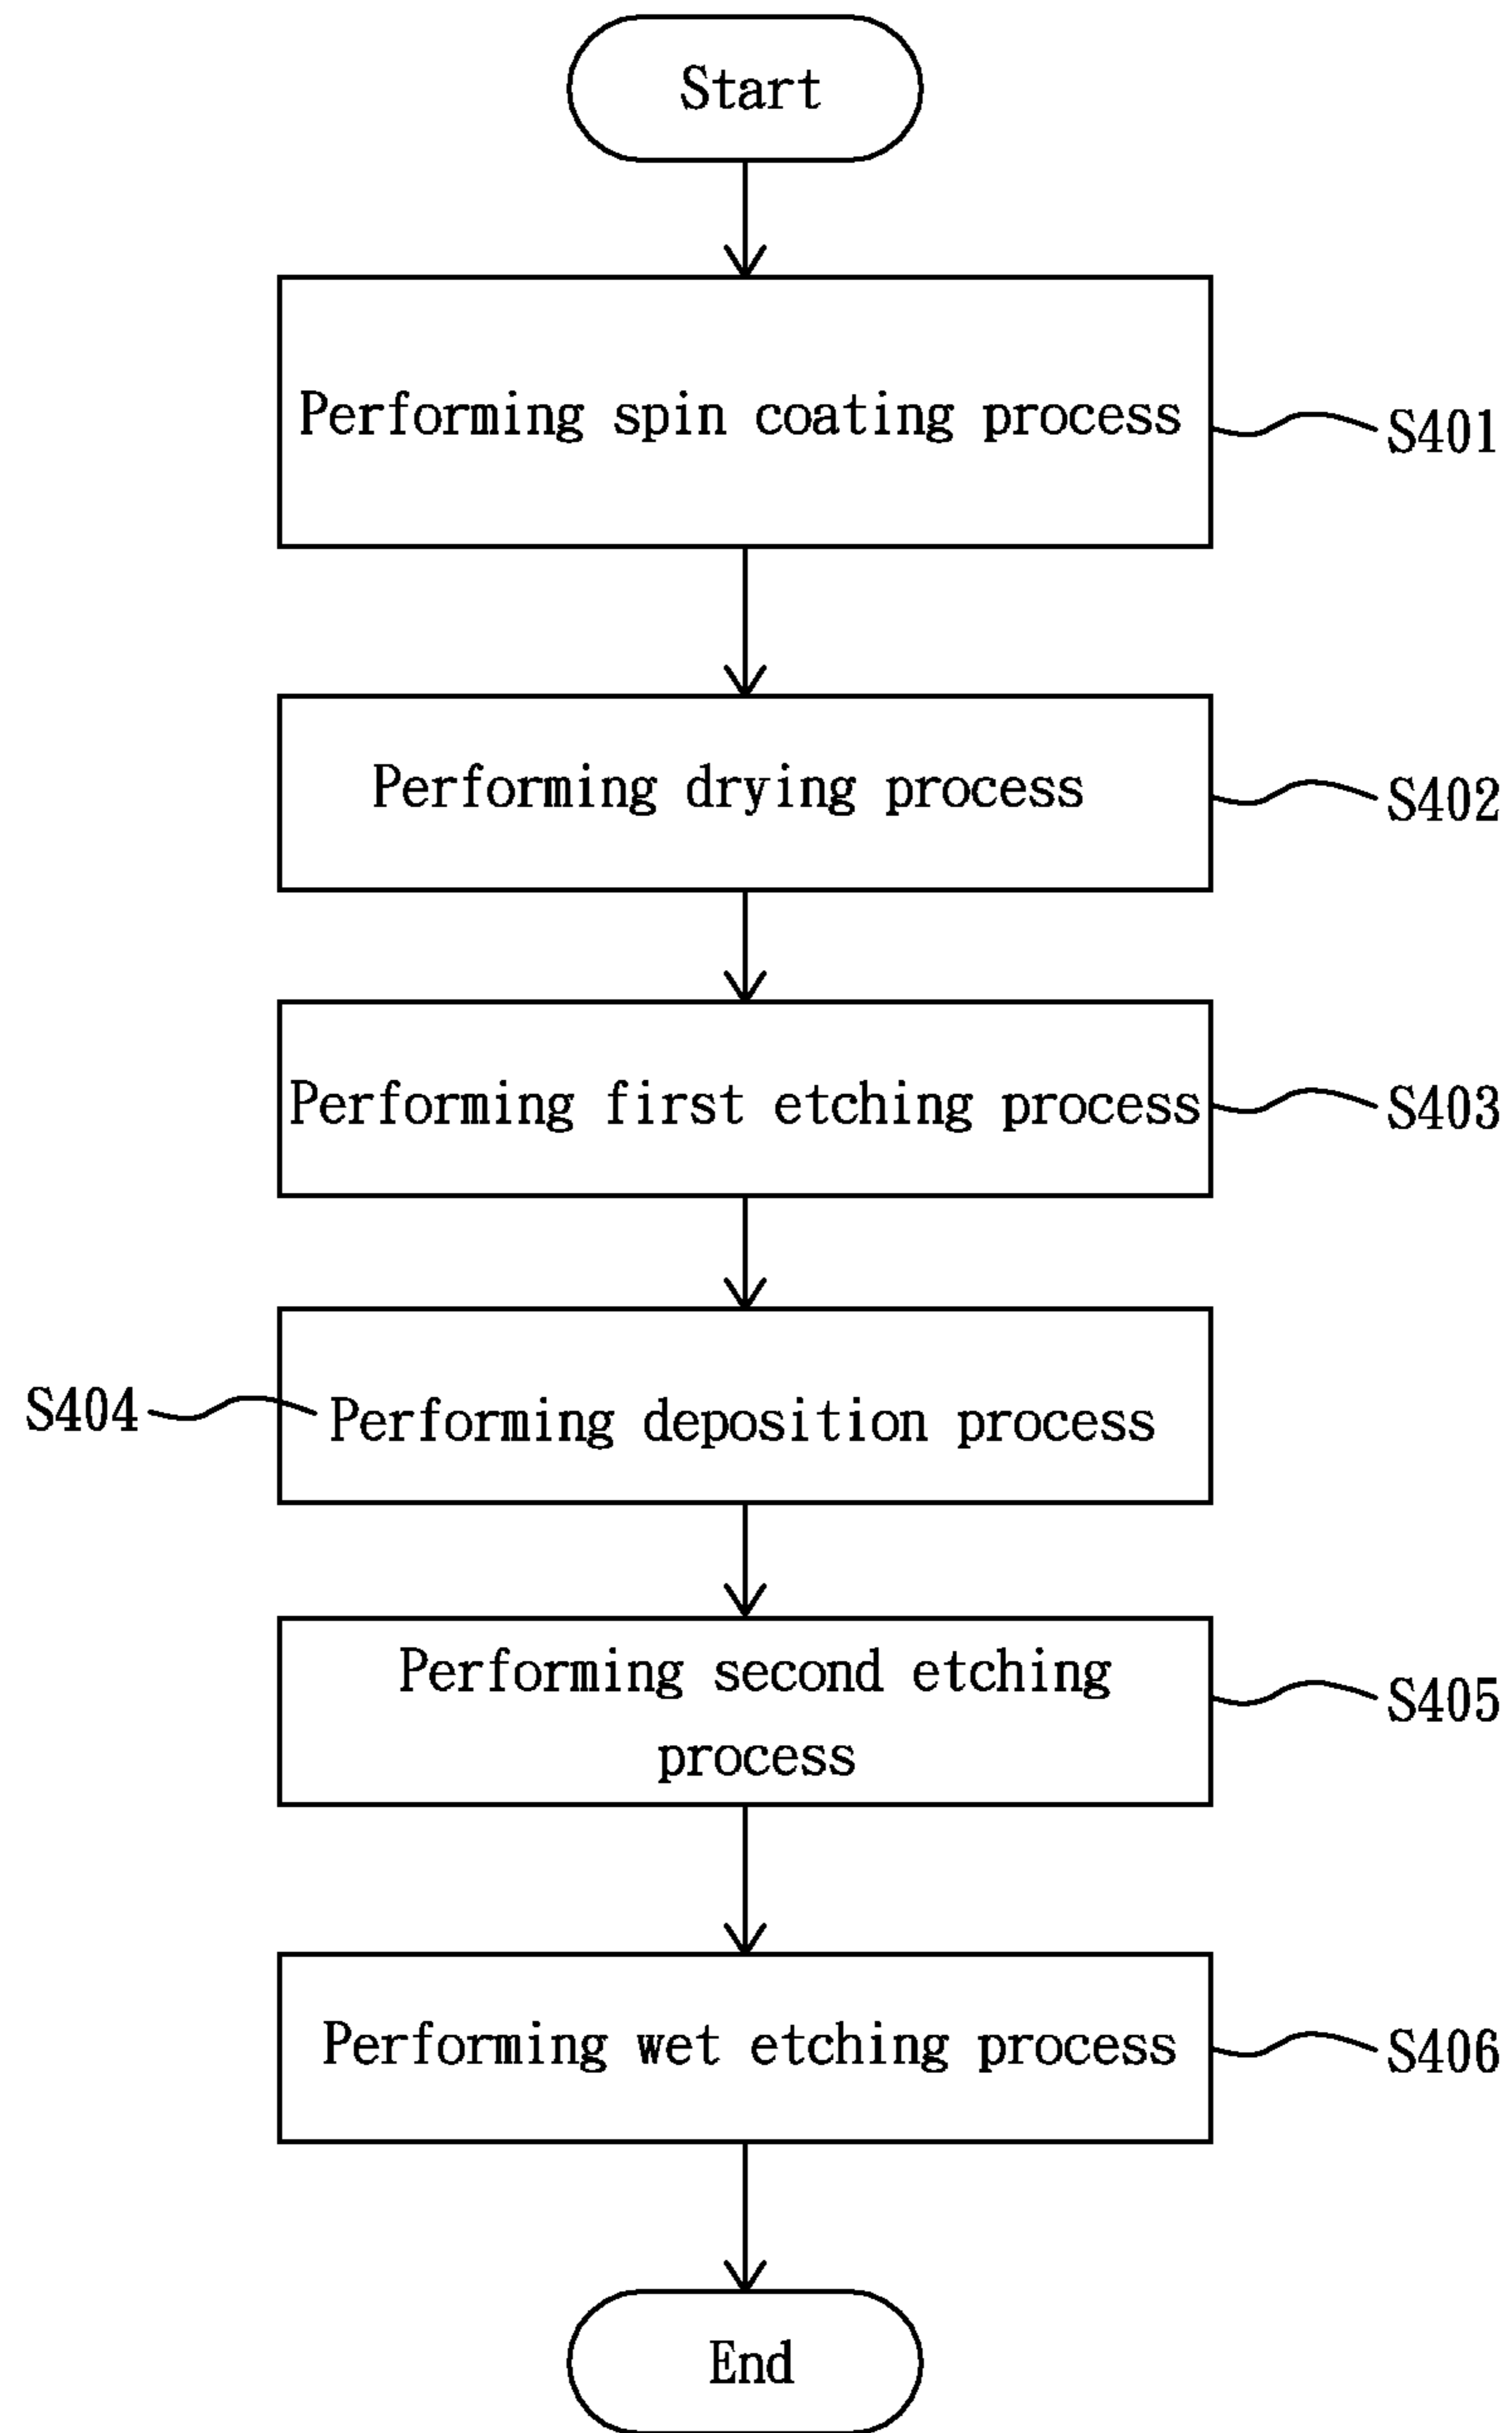 Start
Performing spin coating process
S401
Performing drying process
S402
Performing first etching process
S403
S404
Performing deposition process
Performing second etching
process
S405
Performing wet etching process
S406
End